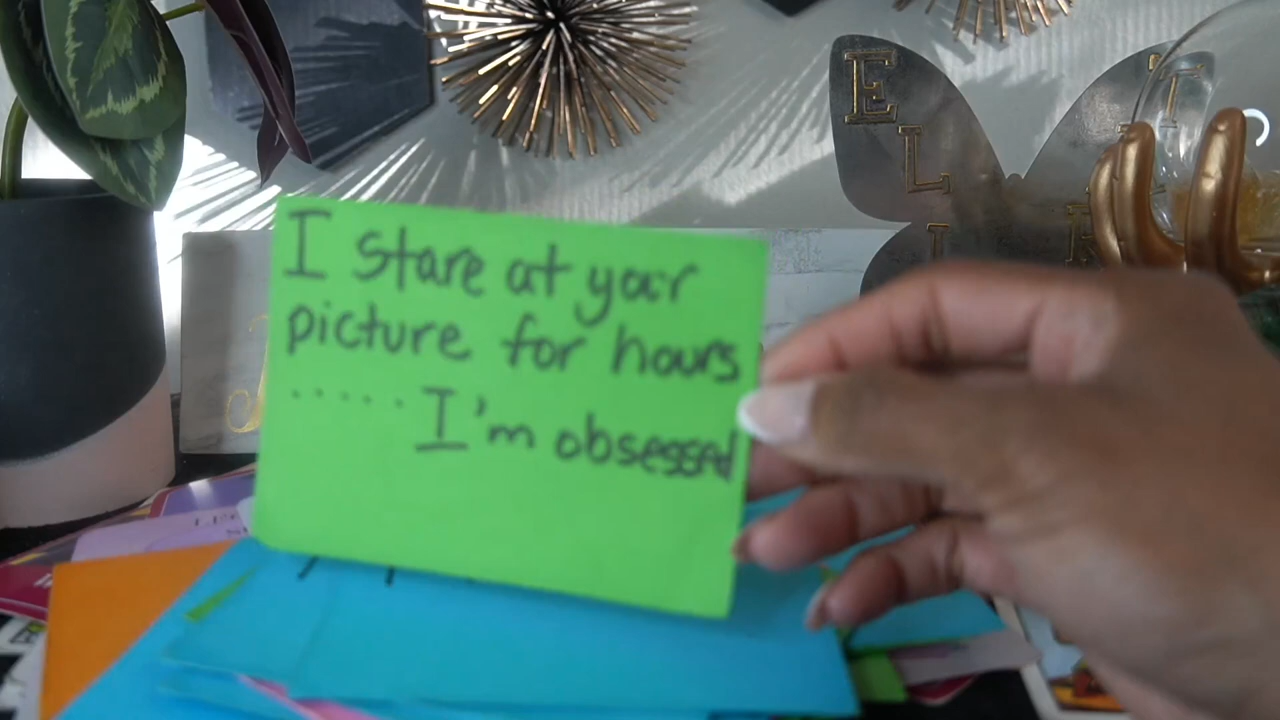 I stare at your
picture for hours
..... I'm obsessed
E
L
L